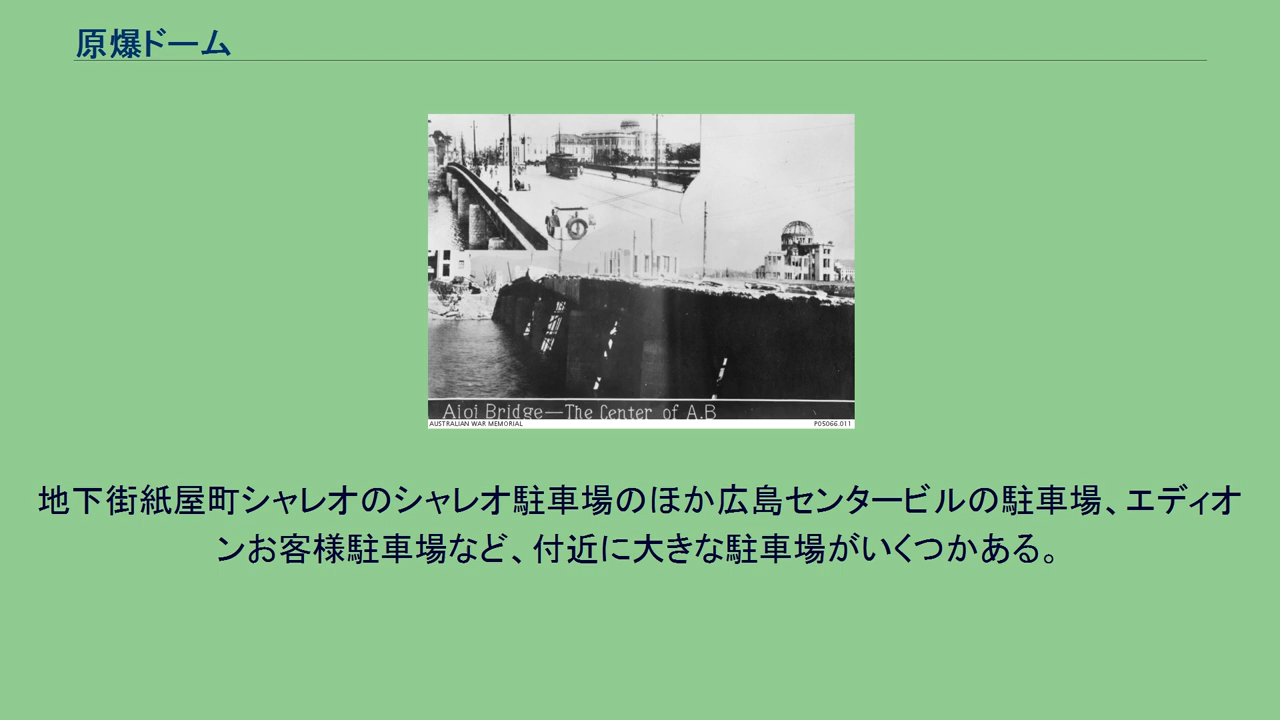 原爆ドーム
Aioi Bridge—The Center of A.B
AUSTRALIAN WAR MEMORIAL P05066.011
地下街紙屋町シャレオのシャレオ駐車場のほか広島センタービルの駐車場、エディオ
ンお客様駐車場など、付近に大きな駐車場がいくつかある。